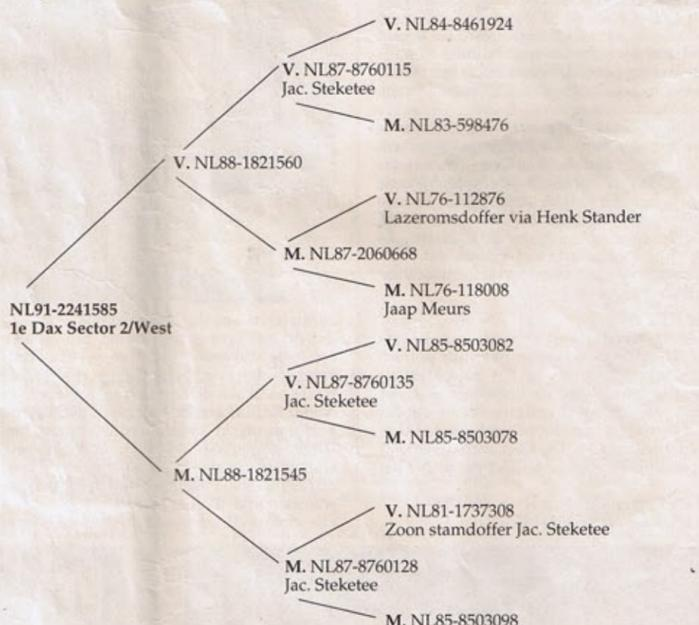 V. NL84-8461924
V. NL87-8760115
Jac. Steketee
M. NL83-598476
V. NL88-1821560
V. NL76-112876
Lazeromsdoffer via Henk Stander
M. NL87-2060668
M. NL76-118008
Jaap Meurs
NL91-2241585
1e Dax Sector 2/West
V. NL85-8503082
V. NL87-8760135
Jac. Steketee
M. NL85-8503078
M. NL88-1821545
V. NL81-1737308
Zoon stamdoffer Jac. Steketee
M. NL87-8760128
Jac. Steketee
M. NL85-8503098